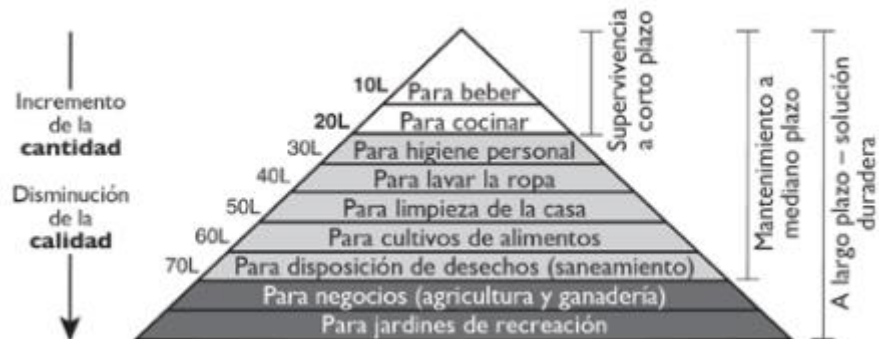 Incremento
de la
cantidad
Disminución
de la
calidad
10L
Para beber
20L
Para cocinar
30L
Para higiene personal
40L
Para lavar la ropa
50L
Para limpieza de la casa
60L
Para cultivos de alimentos
70L
Para disposición de desechos (saneamiento)
Para negocios (agricultura y ganadería)
Para jardines de recreación
Supervivencia
a corto plazo
Mantenimiento a
mediano plazo
A largo plazo – solución
duradera